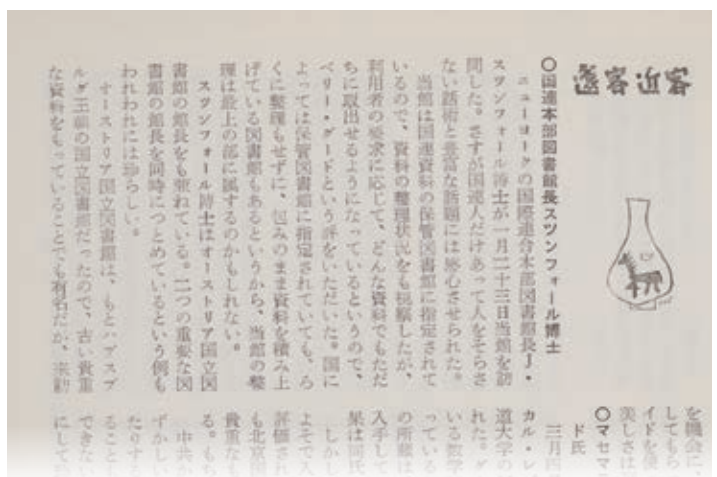 遠客近客
○国連本部図書館長スツンフォール博士
ニューヨークの国際連合本部図書館長J・
スツンフォール博士が一月二十三日当館を訪
問した。さすが国連人だけあって人をそらさ
ない話術と豊富な話題には感心させられた。
当館は国連資料の保管図書館に指定されて
いるので、資料の整理状況をも視察したが、
利用者の要求に応じて、どんな資料でもただ
ちに取出せるようになっているというので、
ベリー・グードという評をいただいた。国に
よっては保管図書館に指定されていても、ろ
くに整理もせずに、包みのまま資料を積み上
げている図書館もあるというから、当館の整
理は最上の部に属するのかもしれない。
スツンフォール博士はオーストリア国立図
書館の館長をも兼ねている。二つの重要な図
書館の館長を同時につとめているという例も
われわれには珍らしい。
オーストリア国立図書館は、もとハプスブ
ルグ王朝の国立図書館だったので、古い貴重
な資料をもっていることでも有名だが、
を機会に、
してもら
イドを使
美しさは
○マセマ
ド氏
三月四
カル・レ
道大学の
れた。
いる数学
っている
の所蔵
入手して
果は同氏
しかし
よそで入
評価され
も北京
貴重なも
る。もち
中共か
ずかしい
たりする
ることも
できない
にして